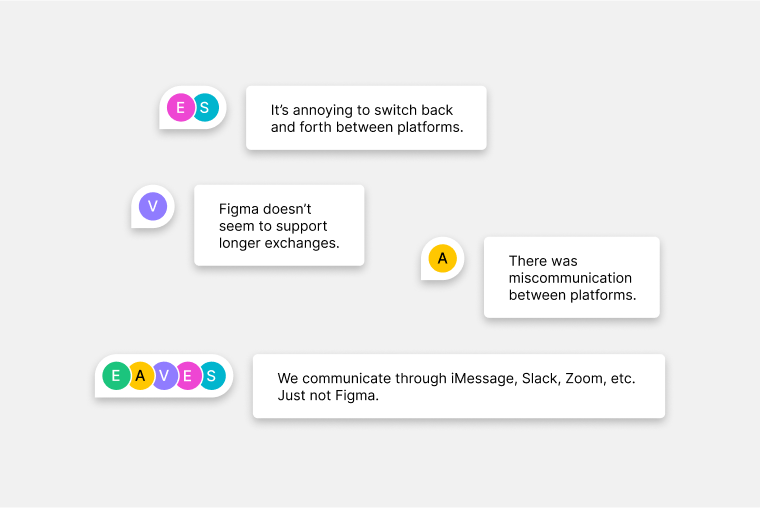 E S
It’s annoying to switch back
and forth between platforms.
V
Figma doesn’t
seem to support
longer exchanges.
A
There was
miscommunication
between platforms.
E A V E S
We communicate through iMessage, Slack, Zoom, etc.
Just not Figma.